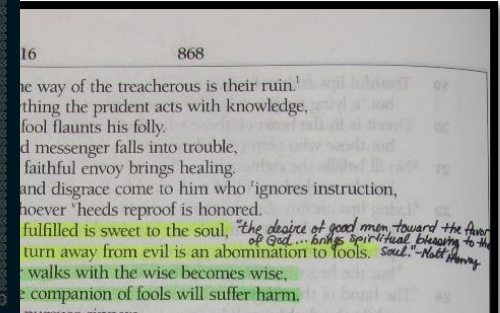 16 868
he way of the treacherous is their ruin.¹
thing the prudent acts with knowledge,
fool flaunts his folly.
d messenger falls into trouble,
faithful envoy brings healing.
and disgrace come to him who ˢignores instruction,
hoever ˢheeds reproof is honored.
fulfilled is sweet to the soul, "the desire of good men toward the favor
of God... brings spiritual blessing to the
turn away from evil is an abomination to fools. soul." -Matt Henry
r walks with the wise becomes wise,
e companion of fools will suffer harm.